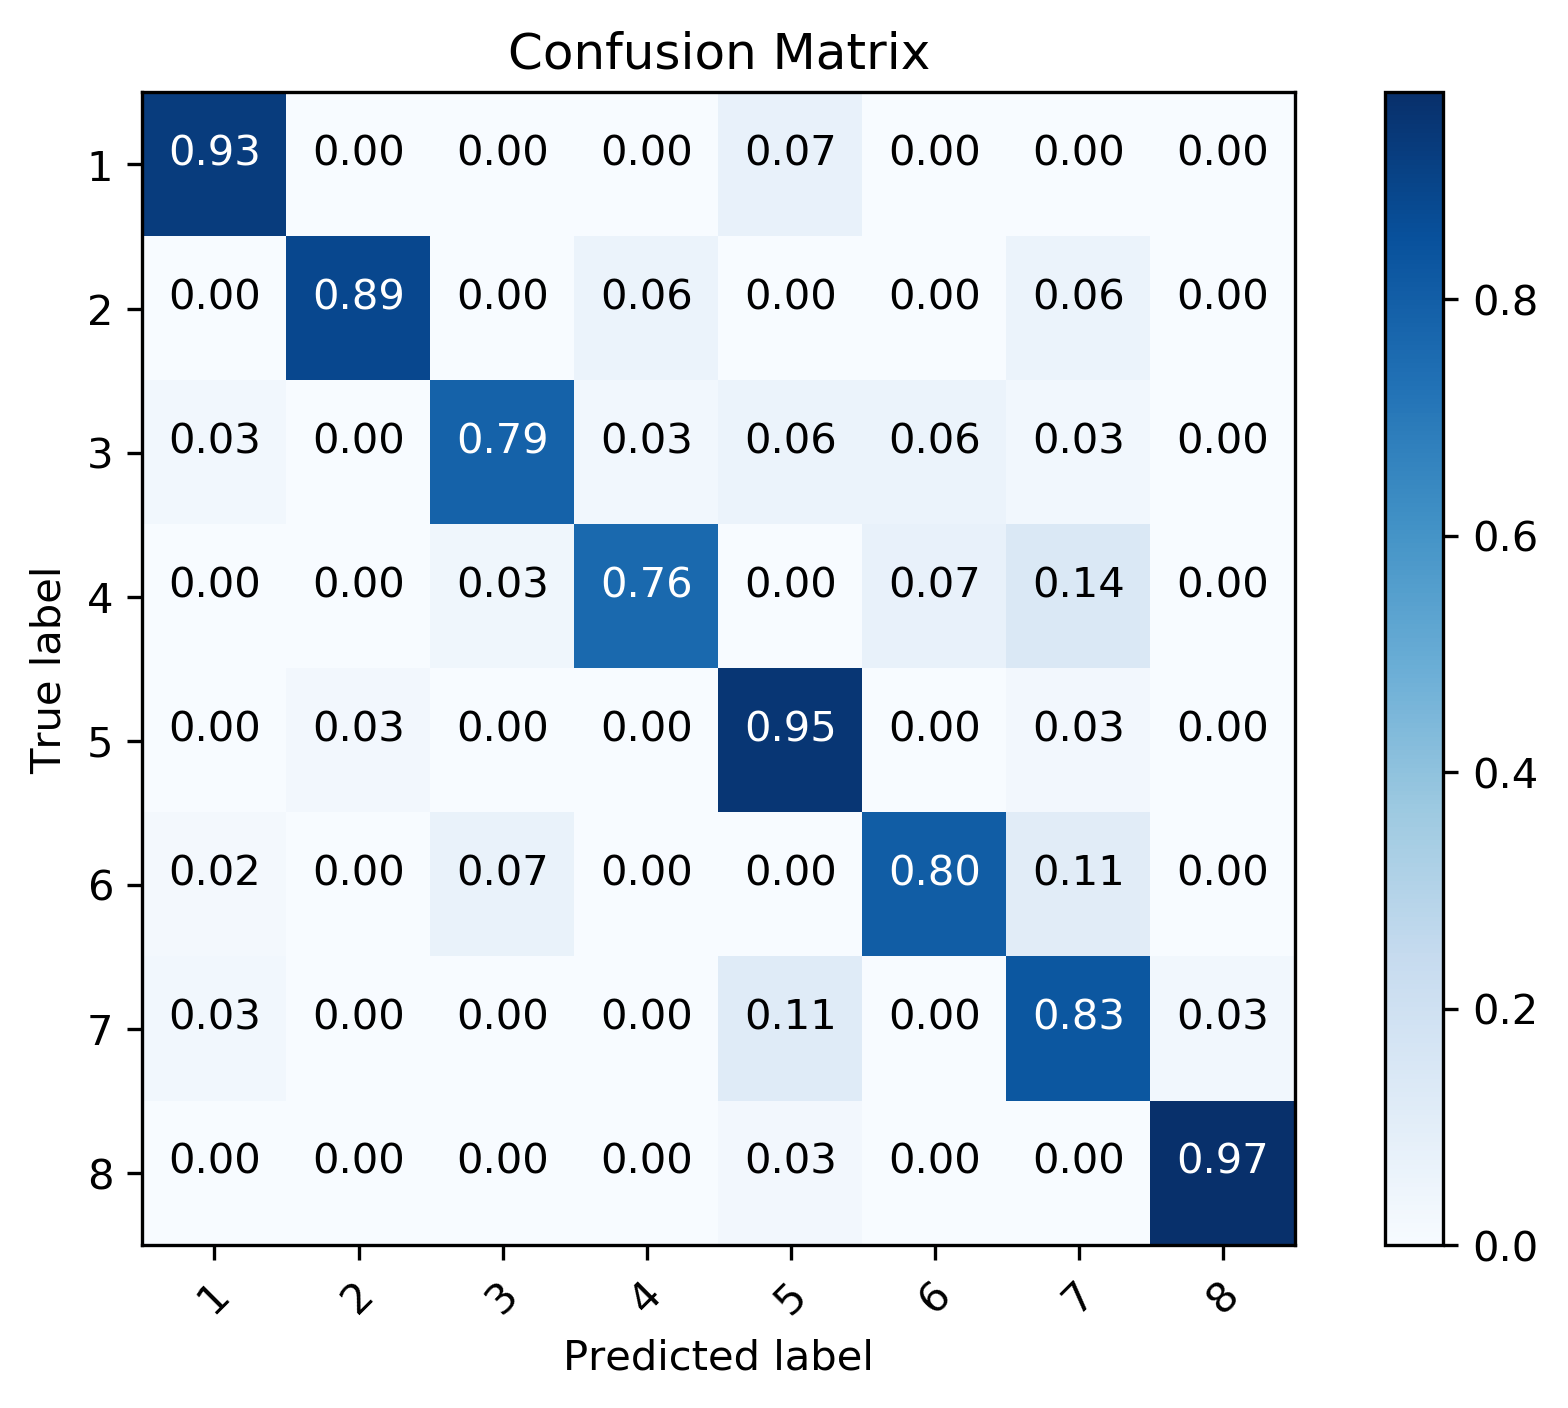 Confusion Matrix
1 0.93 0.00 0.00 0.00 0.07 0.00 0.00 0.00
2 0.00 0.89 0.00 0.06 0.00 0.00 0.06 0.00
3 0.03 0.00 0.79 0.03 0.06 0.06 0.03 0.00
4 0.00 0.00 0.03 0.76 0.00 0.07 0.14 0.00
5 0.00 0.03 0.00 0.00 0.95 0.00 0.03 0.00
6 0.02 0.00 0.07 0.00 0.00 0.80 0.11 0.00
7 0.03 0.00 0.00 0.00 0.11 0.00 0.83 0.03
8 0.00 0.00 0.00 0.00 0.03 0.00 0.00 0.97
1 2 3 4 5 6 7 8
Predicted label
True label
0.8
0.6
0.4
0.2
0.0